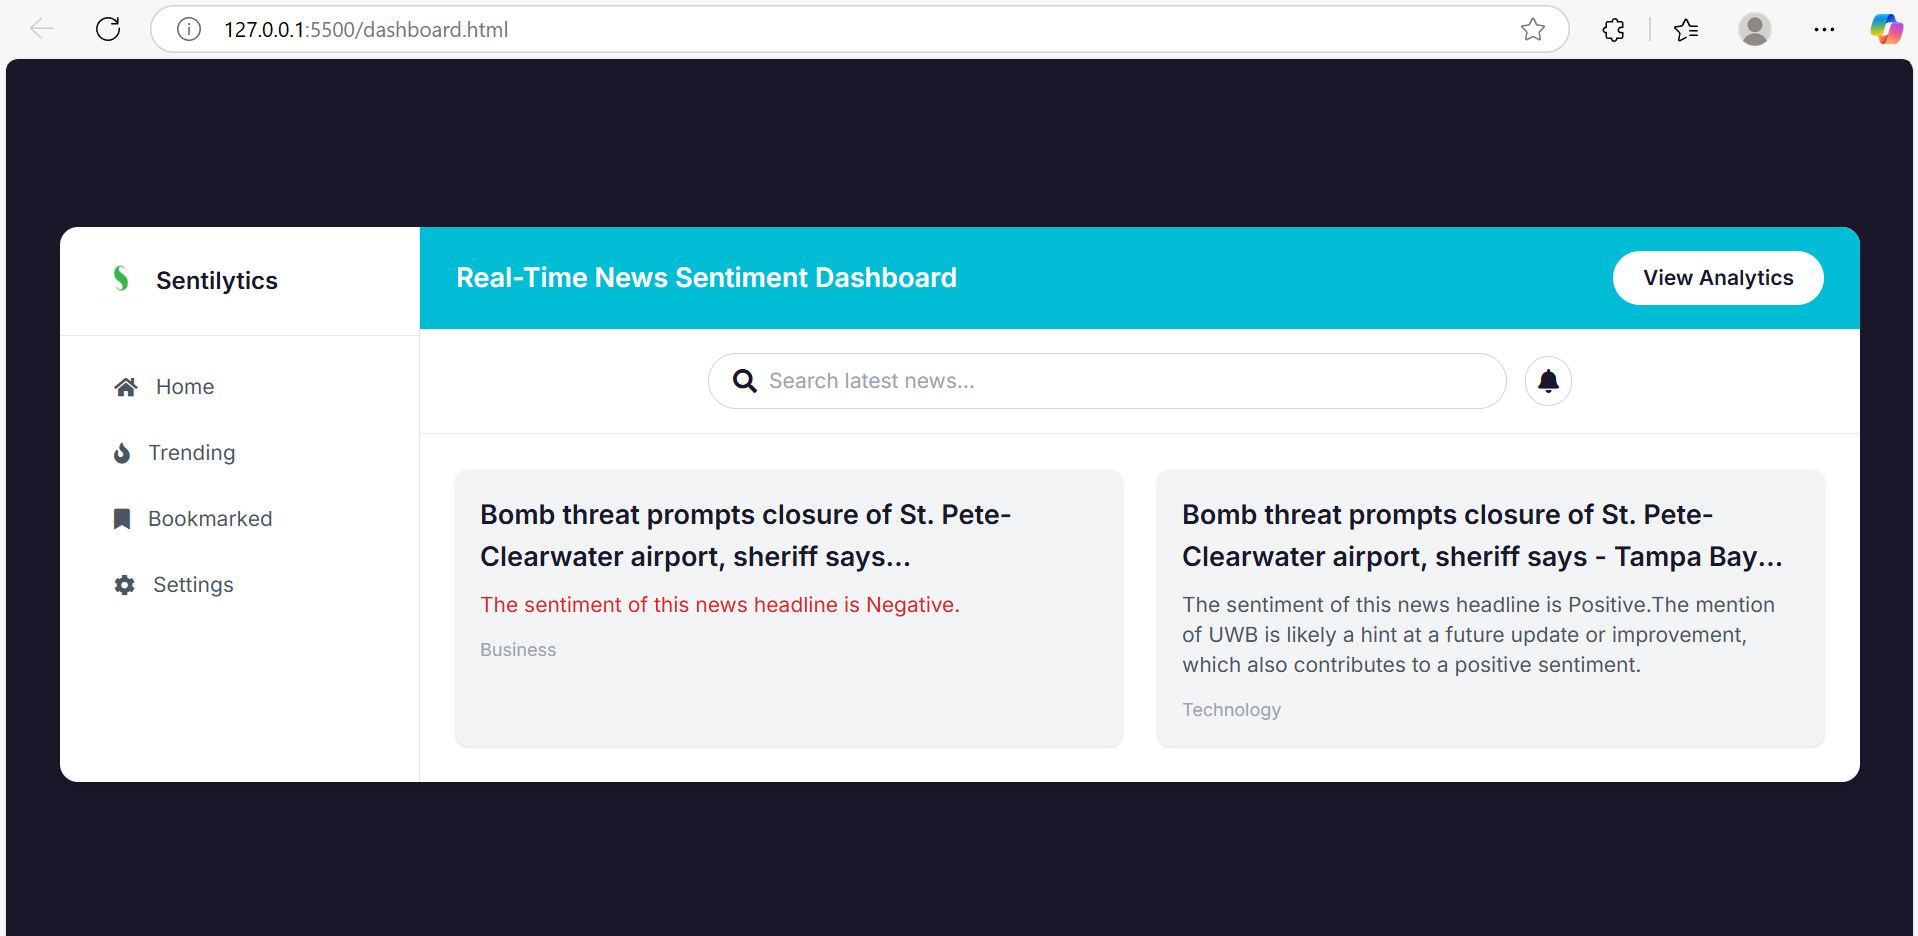 127.0.0.1:5500/dashboard.html
Sentilytics
Real-Time News Sentiment Dashboard
View Analytics
Search latest news...
Home
Trending
Bookmarked
Settings
Bomb threat prompts closure of St. Pete-
Clearwater airport, sheriff says...
The sentiment of this news headline is Negative.
Business
Bomb threat prompts closure of St. Pete-
Clearwater airport, sheriff says - Tampa Bay...
The sentiment of this news headline is Positive.The mention
of UWB is likely a hint at a future update or improvement,
which also contributes to a positive sentiment.
Technology